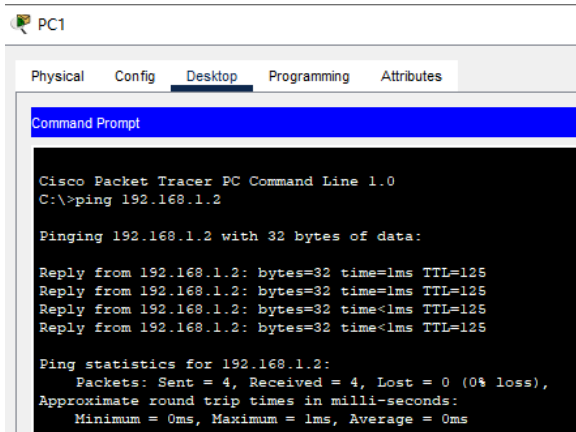 PC1
Physical Config Desktop Programming Attributes
Command Prompt
Cisco Packet Tracer PC Command Line 1.0
C:\>ping 192.168.1.2
Pinging 192.168.1.2 with 32 bytes of data:
Reply from 192.168.1.2: bytes=32 time=1ms TTL=125
Reply from 192.168.1.2: bytes=32 time=1ms TTL=125
Reply from 192.168.1.2: bytes=32 time<1ms TTL=125
Reply from 192.168.1.2: bytes=32 time<1ms TTL=125
Ping statistics for 192.168.1.2:
Packets: Sent = 4, Received = 4, Lost = 0 (0% loss),
Approximate round trip times in milli-seconds:
Minimum = 0ms, Maximum = 1ms, Average = 0ms